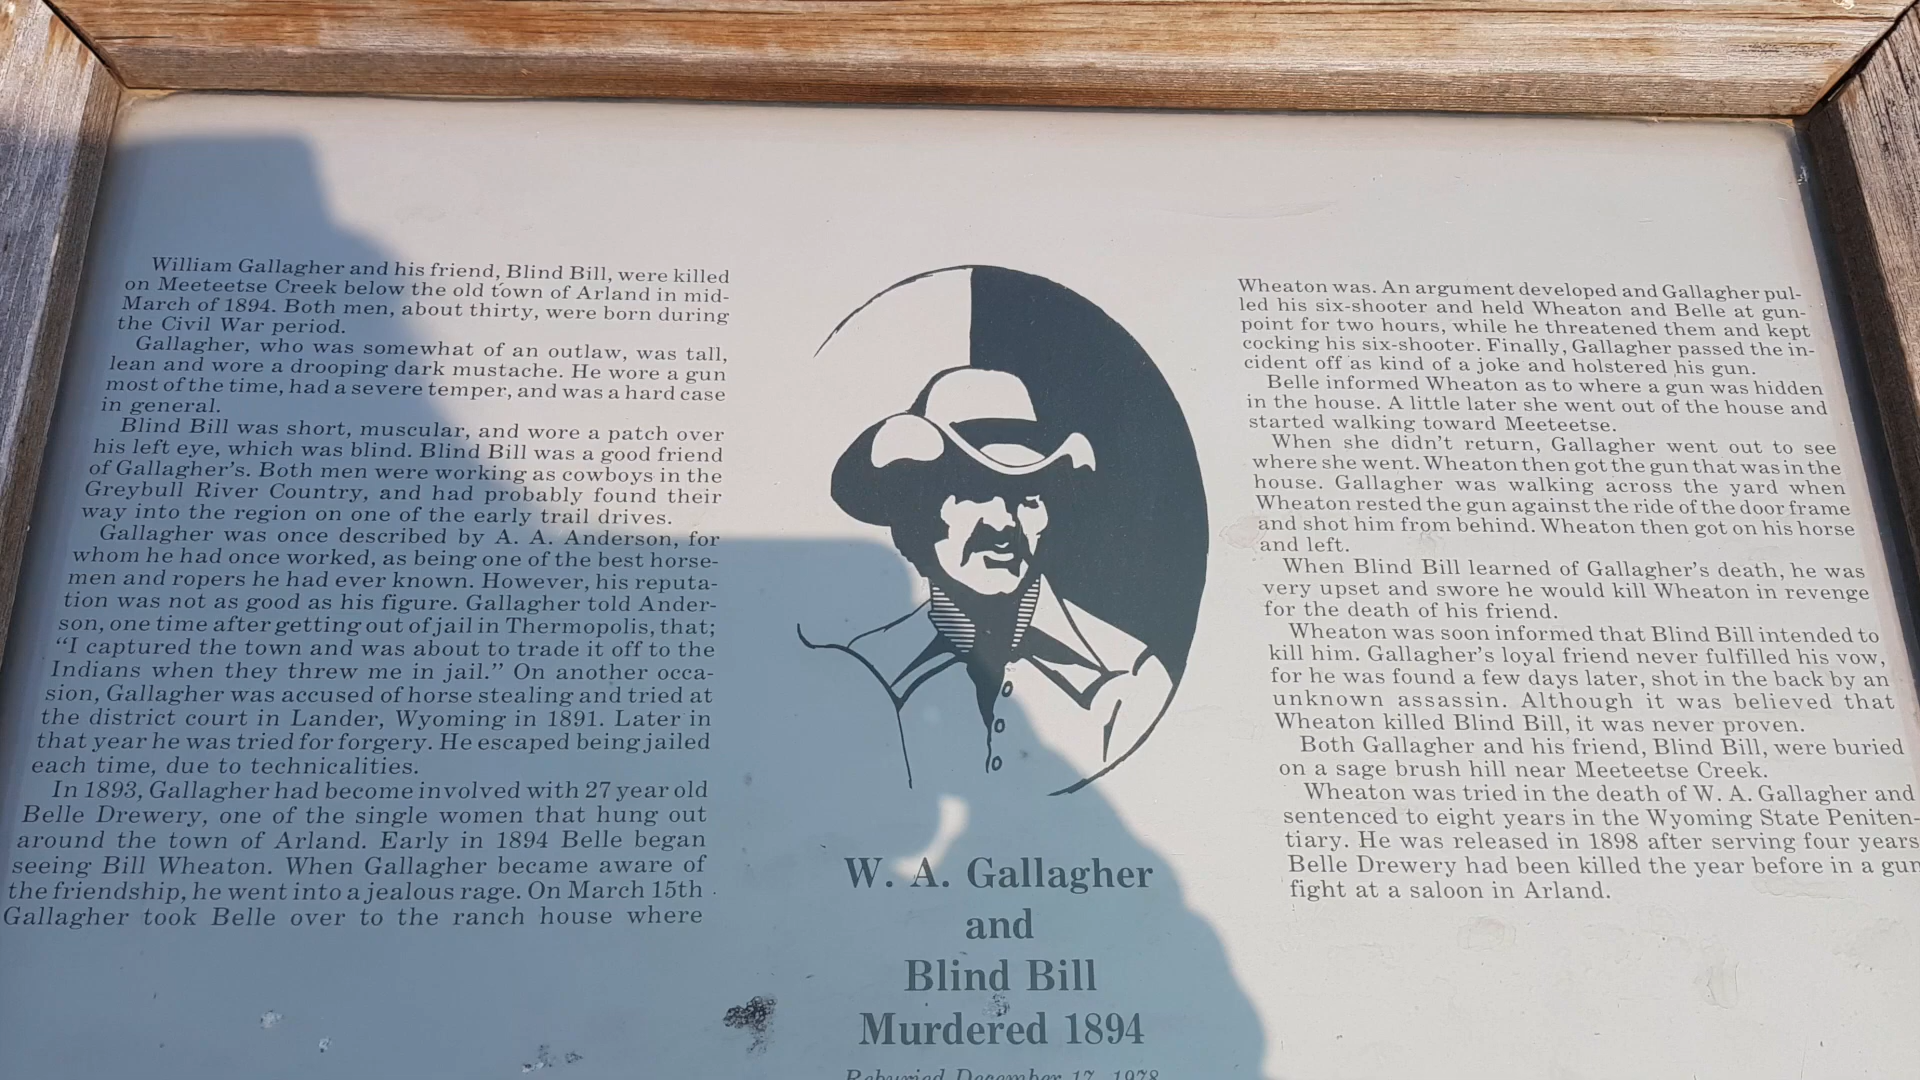 William Gallagher and his friend, Blind Bill, were killed
on Meeteetse Creek below the old town of Arland in mid-
March of 1894. Both men, about thirty, were born during
the Civil War period.
Gallagher, who was somewhat of an outlaw, was tall,
lean and wore a drooping dark mustache. He wore a gun
most of the time, had a severe temper, and was a hard case
in general.
Blind Bill was short, muscular, and wore a patch over
his left eye, which was blind. Blind Bill was a good friend
of Gallagher's. Both men were working as cowboys in the
Greybull River Country, and had probably found their
way into the region on one of the early trail drives.
Gallagher was once described by A. A. Anderson, for
whom he had once worked, as being one of the best horse-
men and ropers he had ever known. However, his reputa-
tion was not as good as his figure. Gallagher told Ander-
son, one time after getting out of jail in Thermopolis, that;
“I captured the town and was about to trade it off to the
Indians when they threw me in jail.” On another occa-
sion, Gallagher was accused of horse stealing and tried at
the district court in Lander, Wyoming in 1891. Later in
that year he was tried for forgery. He escaped being jailed
each time, due to technicalities.
In 1893, Gallagher had become involved with 27 year old
Belle Drewery, one of the single women that hung out
around the town of Arland. Early in 1894 Belle began
seeing Bill Wheaton. When Gallagher became aware of
the friendship, he went into a jealous rage. On March 15th
Gallagher took Belle over to the ranch house where
W. A. Gallagher
and
Blind Bill
Murdered 1894
Reburied December 17, 1978
Wheaton was. An argument developed and Gallagher pul-
led his six-shooter and held Wheaton and Belle at gun-
point for two hours, while he threatened them and kept
cocking his six-shooter. Finally, Gallagher passed the in-
cident off as kind of a joke and holstered his gun.
Belle informed Wheaton as to where a gun was hidden
in the house. A little later she went out of the house and
started walking toward Meeteetse.
When she didn't return, Gallagher went out to see
where she went. Wheaton then got the gun that was in the
house. Gallagher was walking across the yard when
Wheaton rested the gun against the ride of the door frame
and shot him from behind. Wheaton then got on his horse
and left.
When Blind Bill learned of Gallagher's death, he was
very upset and swore he would kill Wheaton in revenge
for the death of his friend.
Wheaton was soon informed that Blind Bill intended to
kill him. Gallagher's loyal friend never fulfilled his vow,
for he was found a few days later, shot in the back by an
unknown assassin. Although it was believed that
Wheaton killed Blind Bill, it was never proven.
Both Gallagher and his friend, Blind Bill, were buried
on a sage brush hill near Meeteetse Creek.
Wheaton was tried in the death of W. A. Gallagher and
sentenced to eight years in the Wyoming State Peniten-
tiary. He was released in 1898 after serving four years
Belle Drewery had been killed the year before in a gun
fight at a saloon in Arland.